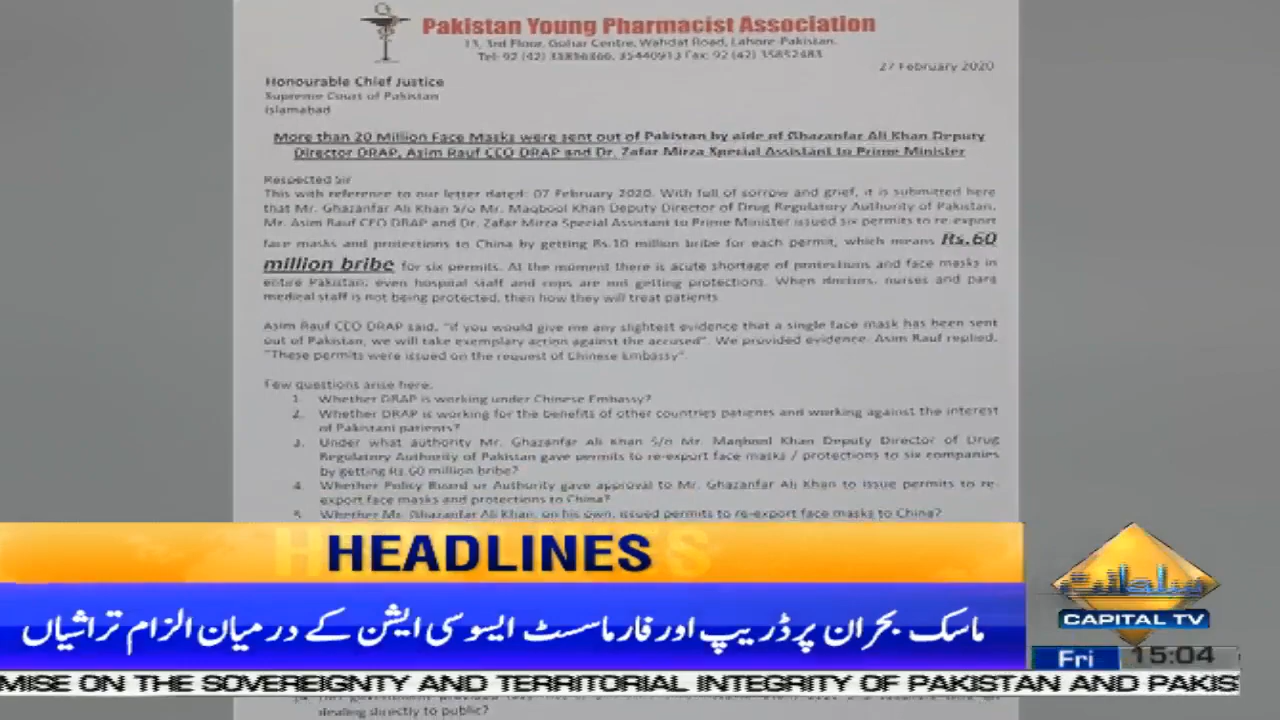 Pakistan Young Pharmacist Association
13, 3rd Floor, Gohar Centre, Wahdat Road, Lahore-Pakistan.
Tel: 92 (42) Fax: 92 (42)
27 February 2020
Honourable Chief Justice
Supreme Court of Pakistan
Islamabad
More than 20 Million Face Masks were sent out of Pakistan by aide of Ghazanfar Ali Khan Deputy
Director DRAP, Asim Rauf CEO DRAP and Dr. Zafar Mirza Special Assistant to Prime Minister
Respected Sir
This with reference to our letter dated: 07 February 2020. With full of sorrow and grief, it is submitted here
that Mr. Ghazanfar Ali Khan S/o Mr. Maqbool Khan Deputy Director of Drug Regulatory Authority of Pakistan,
Mr. Asim Rauf CEO DRAP and Dr. Zafar Mirza Special Assistant to Prime Minister issued six permits to re-export
face masks and protections to China by getting Rs.10 million bribe for each permit, which means Rs.60
million bribe for six permits. At the moment there is acute shortage of protections and face masks in
entire Pakistan, even hospital staff and cops are not getting protections. When doctors, nurses and para
medical staff is not being protected, then how they will treat patients
Asim Rauf CEO DRAP said, "if you would give me any slightest evidence that a single face mask has been sent
out of Pakistan, we will take exemplary action against the accused". We provided evidence. Asim Rauf replied,
"These permits were issued on the request of Chinese Embassy".
Few questions arise here:
1. Whether DRAP is working under Chinese Embassy?
2. Whether DRAP is working for the benefits of other countries patients and working against the interest
of Pakistani patients?
3. Under what authority Mr. Ghazanfar Ali Khan S/o Mr. Maqbool Khan Deputy Director of Drug
Regulatory Authority of Pakistan gave permits to re-export face masks / protections to six companies
by getting Rs.60 million bribe?
4. Whether Policy Board or Authority gave approval to Mr. Ghazanfar Ali Khan to issue permits to re-
export face masks and protections to China?
5. Whether Mr. Ghazanfar Ali Khan, on his own, issued permits to re-export face masks to China?
HEADLINES
ماسک بحران پر ڈریپ اور فارماسسٹ ایسوسی ایشن کے درمیان الزام تراشیاں
CAPITAL TV
Fri 15:04
MISE ON THE SOVEREIGNTY AND TERRITORIAL INTEGRITY OF PAKISTAN AND PAKIS
dealing directly to public?